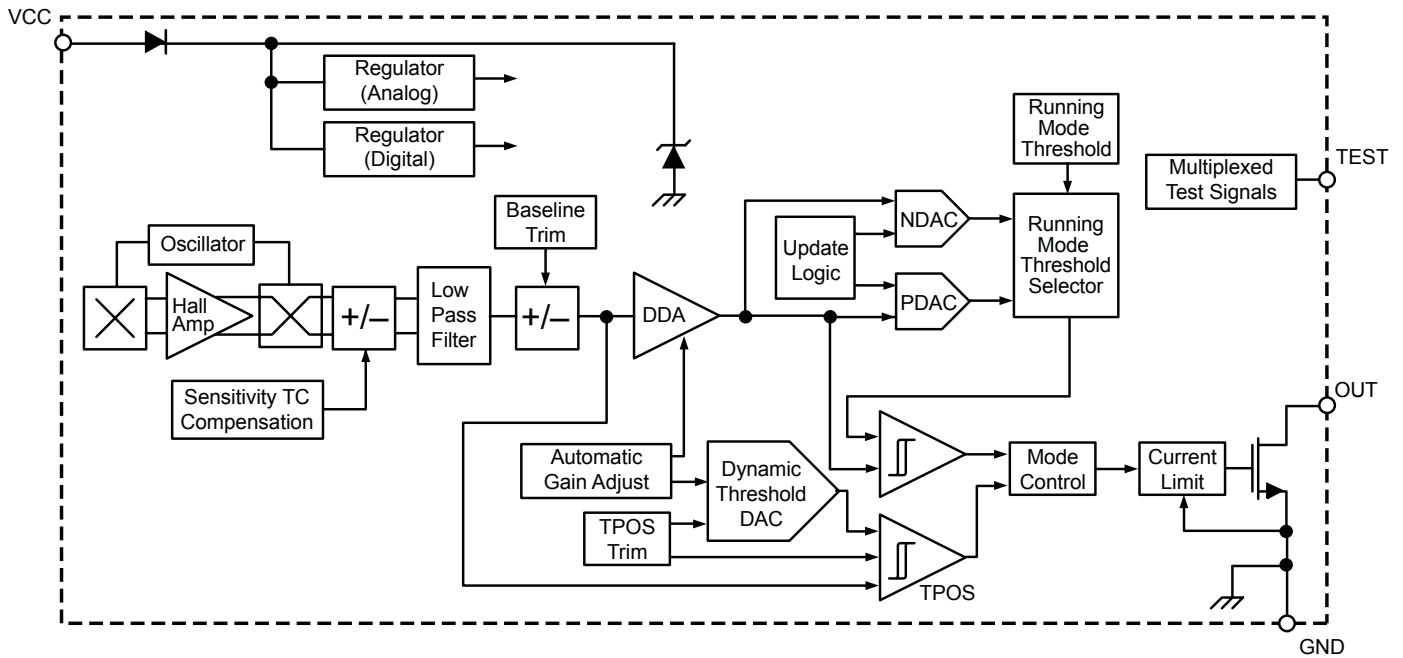 VCC
Regulator
(Analog)
Regulator
(Digital)
Running
Mode
Threshold
TEST
Multiplexed
Test Signals
Baseline
Trim
Oscillator
NDAC
Update
Logic
PDAC
Running
Mode
Threshold
Selector
Hall
Amp
+/–
Low
Pass
Filter
+/–
DDA
Sensitivity TC
Compensation
OUT
Automatic
Gain Adjust
Dynamic
Threshold
DAC
Mode
Control
Current
Limit
TPOS
Trim
TPOS
GND